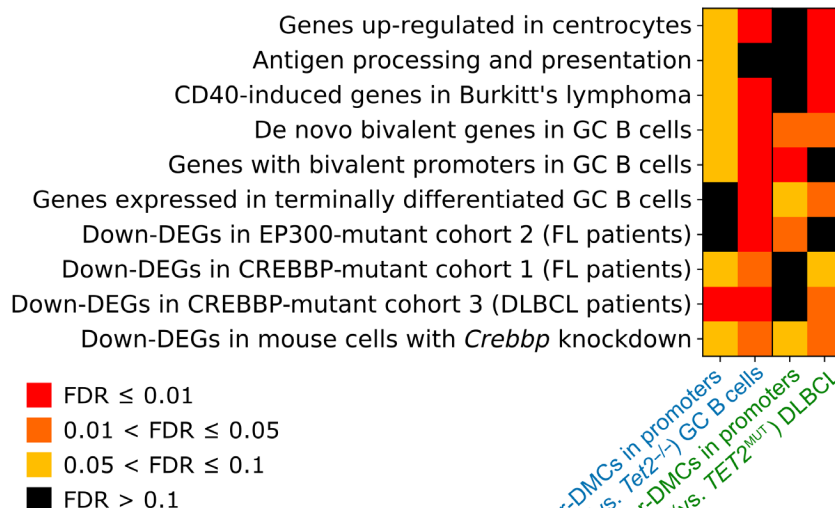 Genes up-regulated in centrocytes
Antigen processing and presentation
CD40-induced genes in Burkitt's lymphoma
De novo bivalent genes in GC B cells
Genes with bivalent promoters in GC B cells
Genes expressed in terminally differentiated GC B cells
Down-DEGs in EP300-mutant cohort 2 (FL patients)
Down-DEGs in CREBBP-mutant cohort 1 (FL patients)
Down-DEGs in CREBBP-mutant cohort 3 (DLBCL patients)
Down-DEGs in mouse cells with Crebbp knockdown
FDR ≤ 0.01
0.01 < FDR ≤ 0.05
0.05 < FDR ≤ 0.1
FDR > 0.1
r-DMCs in promoters
vs. Tet2-/-) GC B cells
r-DMCs in promoters
(vs. TET2MUT) DLBCL